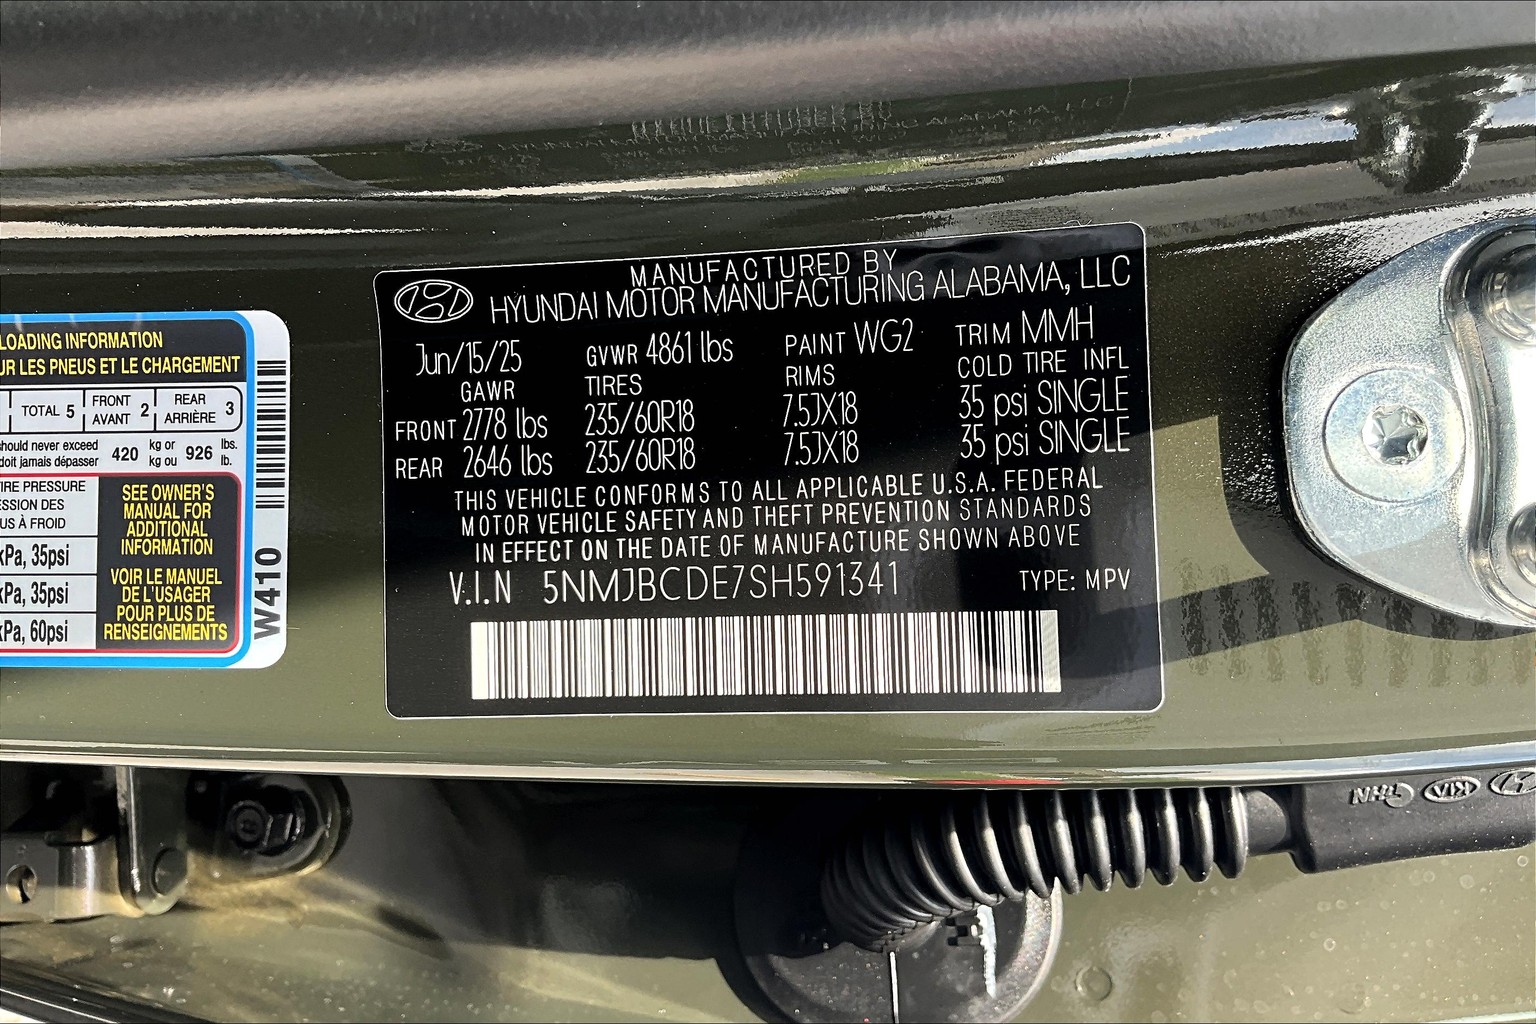 LOADING INFORMATION
UR LES PNEUS ET LE CHARGEMENT
TOTAL 5 FRONT AVANT 2 REAR ARRIÈRE 3
should never exceed 420 kg or 926 lbs.
doit jamais dépasser kg ou lb.
TIRE PRESSURE
ESSION DES
US À FROID
kPa, 35psi
kPa, 35psi
kPa, 60psi
SEE OWNER'S
MANUAL FOR
ADDITIONAL
INFORMATION
VOIR LE MANUEL
DE L'USAGER
POUR PLUS DE
RENSEIGNEMENTS
W410
MANUFACTURED BY
HYUNDAI MOTOR MANUFACTURING ALABAMA, LLC
Jun/15/25 GVWR 4861 lbs PAINT WG2 TRIM MMH
GAWR TIRES RIMS COLD TIRE INFL
FRONT 2778 lbs 235/60R18 7.5JX18 35 psi SINGLE
REAR 2646 lbs 235/60R18 7.5JX18 35 psi SINGLE
THIS VEHICLE CONFORMS TO ALL APPLICABLE U.S.A. FEDERAL
MOTOR VEHICLE SAFETY AND THEFT PREVENTION STANDARDS
IN EFFECT ON THE DATE OF MANUFACTURE SHOWN ABOVE
V.I.N 5NMJBCDE7SH591341 TYPE: MPV
KIA